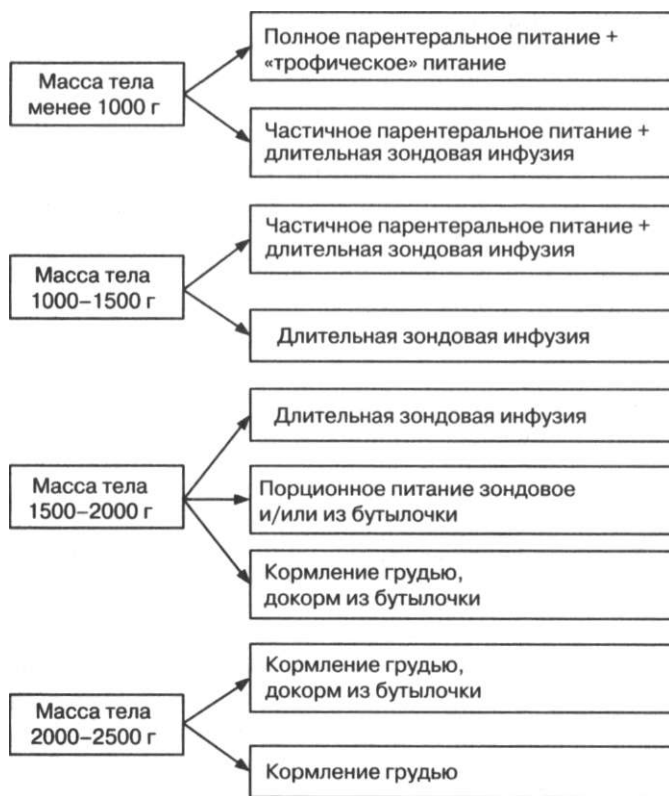 Масса тела
менее 1000 г
Полное парентеральное питание +
«трофическое» питание
Частичное парентеральное питание +
длительная зондовая инфузия
Масса тела
1000–1500 г
Частичное парентеральное питание +
длительная зондовая инфузия
Длительная зондовая инфузия
Масса тела
1500–2000 г
Длительная зондовая инфузия
Порционное питание зондовое
и/или из бутылочки
Кормление грудью,
докорм из бутылочки
Масса тела
2000–2500 г
Кормление грудью,
докорм из бутылочки
Кормление грудью